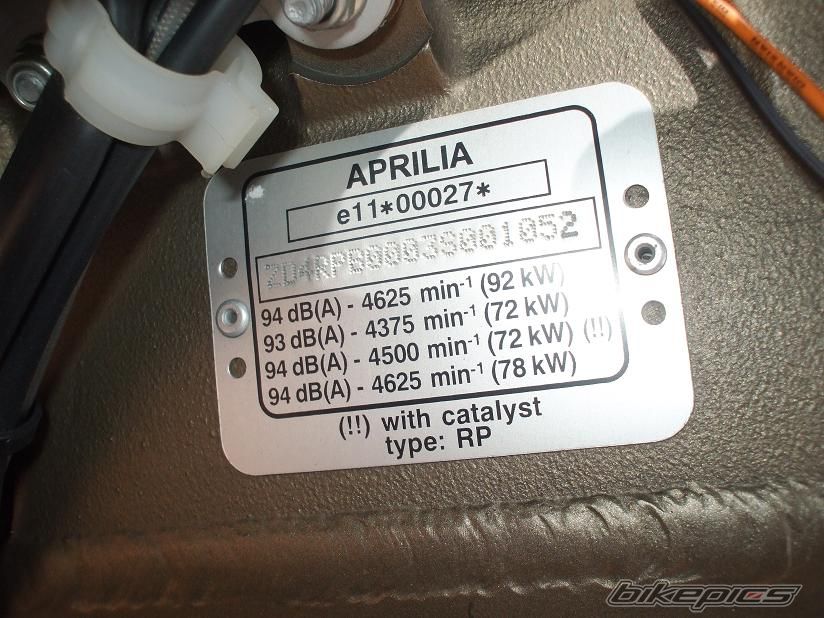 APRILIA
e11*00027*
ZD4RPB0003S001052
94 dB(A) - 4625 min-1 (92 kW)
93 dB(A) - 4375 min-1 (72 kW)
94 dB(A) - 4500 min-1 (72 kW) (!!)
94 dB(A) - 4625 min-1 (78 kW)
(!!) with catalyst
type: RP
bikepics